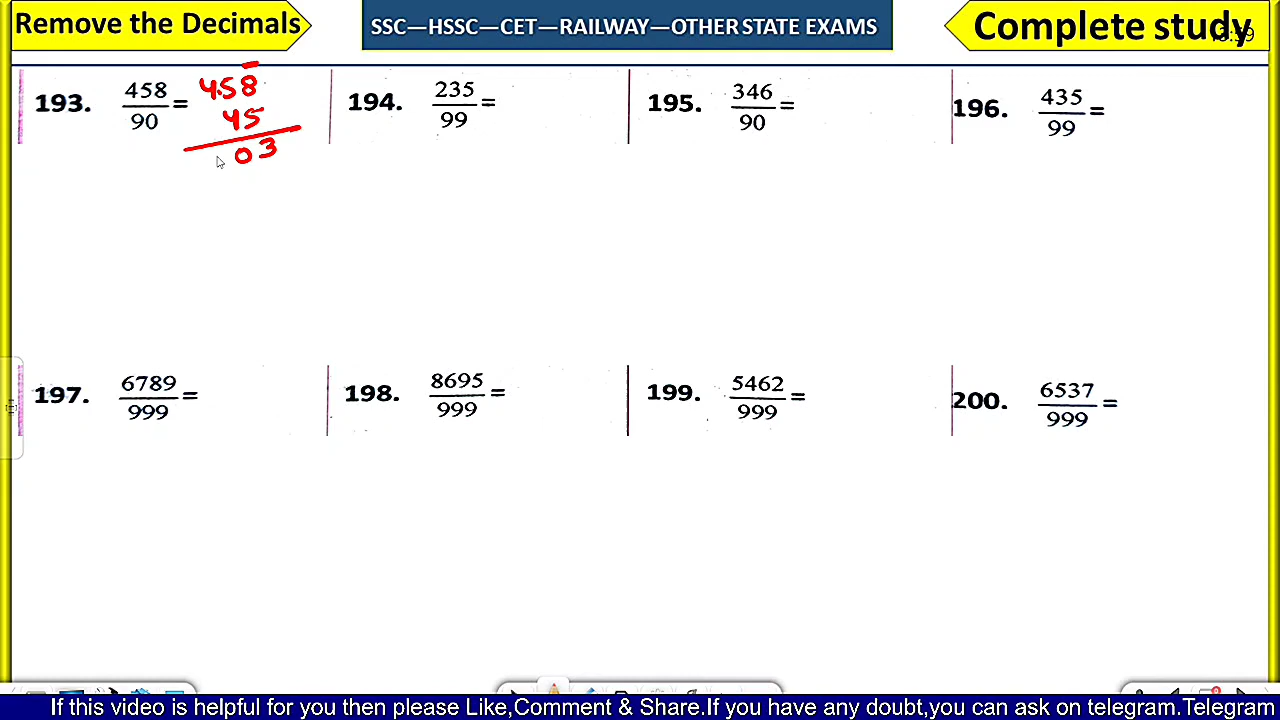 Remove the Decimals
SSC—HSSC—CET—RAILWAY—OTHER STATE EXAMS
Complete study
193. 458/90 =
4.58̅
45
03
194. 235/99 =
195. 346/90 =
196. 435/99 =
197. 6789/999 =
198. 8695/999 =
199. 5462/999 =
200. 6537/999 =
If this video is helpful for you then please Like,Comment & Share.If you have any doubt,you can ask on telegram.Telegram